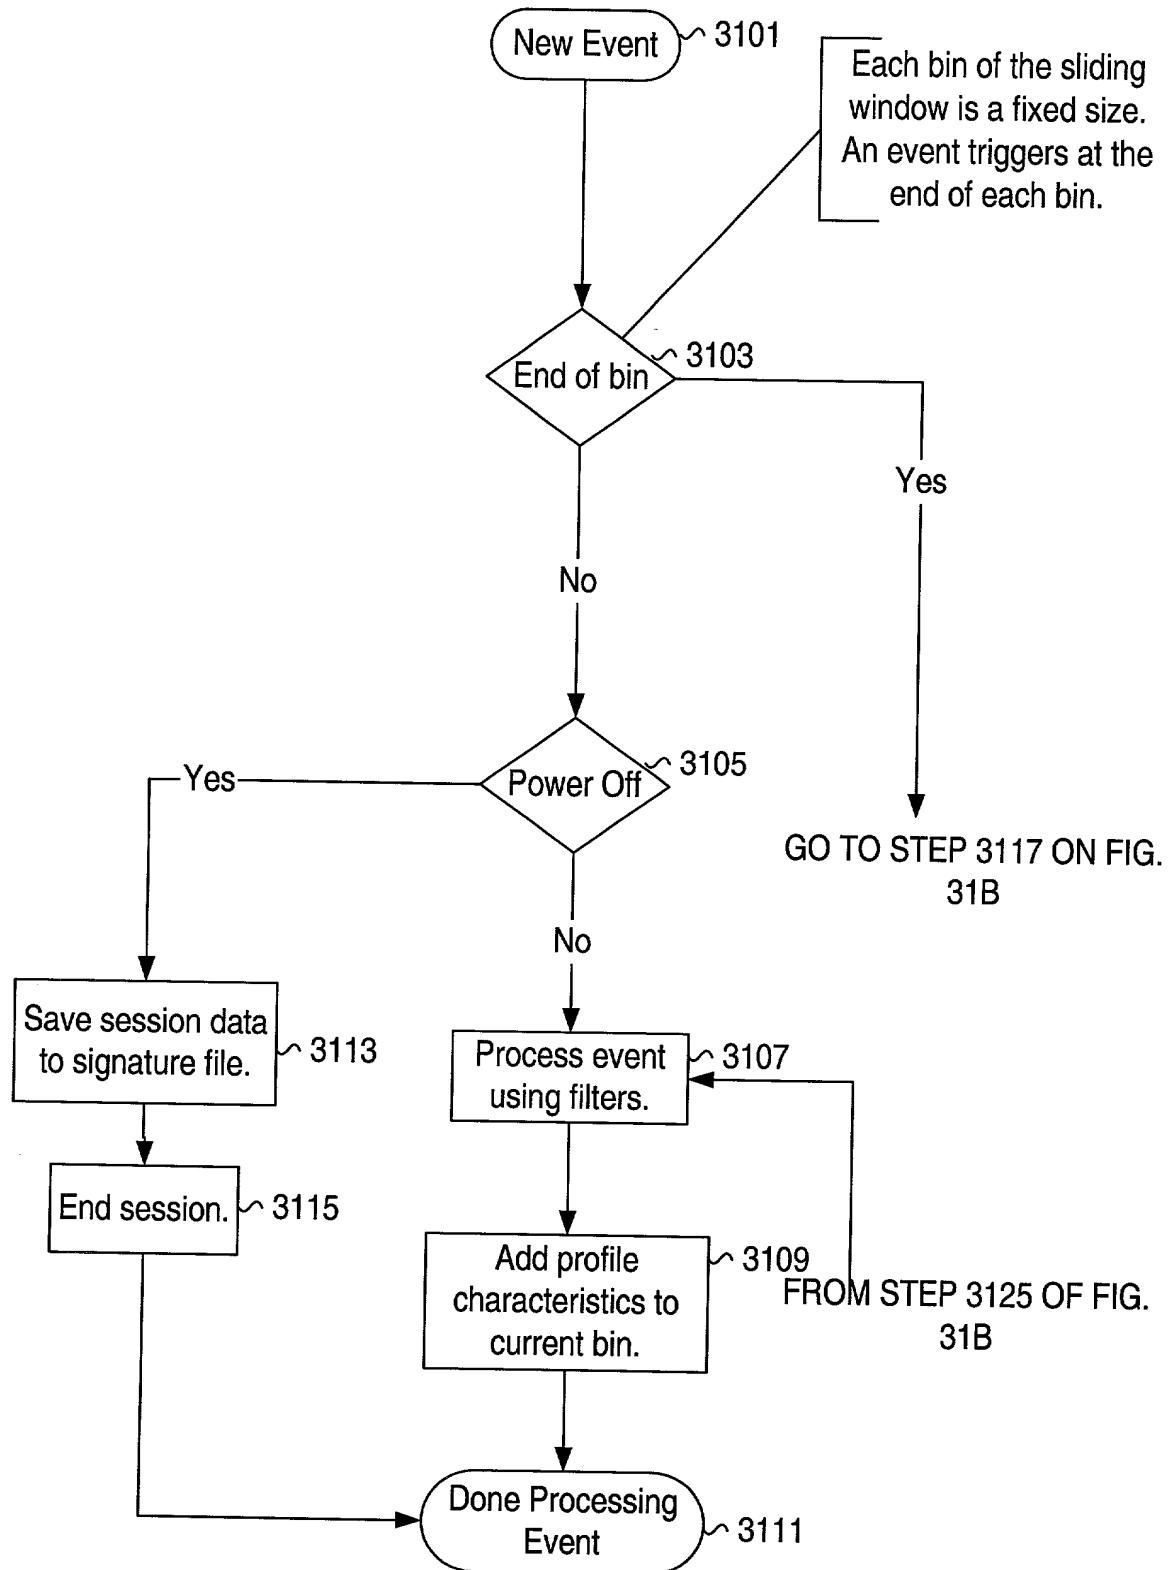 New Event
3101
Each bin of the sliding
window is a fixed size.
An event triggers at the
end of each bin.
End of bin
3103
Yes
No
Power Off
3105
Yes
GO TO STEP 3117 ON FIG.
31B
No
Save session data
to signature file.
3113
Process event
using filters.
3107
End session.
3115
Add profile
characteristics to
current bin.
3109
FROM STEP 3125 OF FIG.
31B
Done Processing
Event
3111